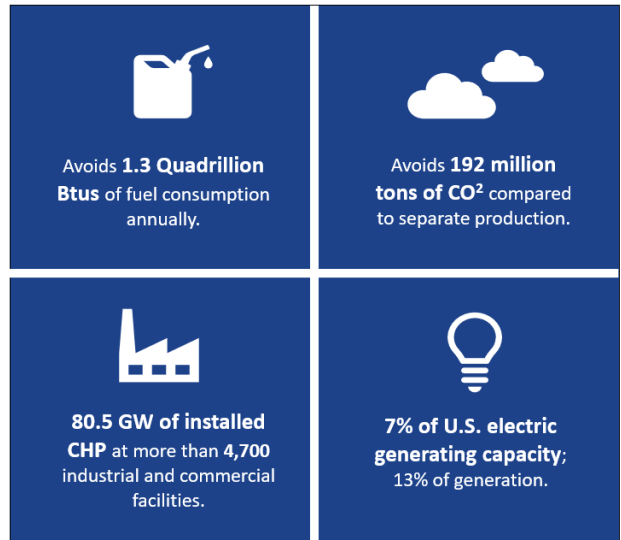 Avoids 1.3 Quadrillion
Btus of fuel consumption
annually.
Avoids 192 million
tons of CO² compared
to separate production.
80.5 GW of installed
CHP at more than 4,700
industrial and commercial
facilities.
7% of U.S. electric
generating capacity;
13% of generation.